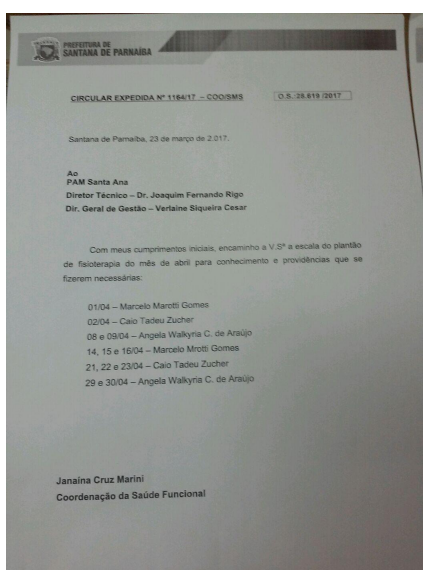 PREFEITURA DE
SANTANA DE PARNAÍBA
CIRCULAR EXPEDIDA Nº 1164/17 – COO/SMS O.S.:28.619 /2017
Santana de Parnaíba, 23 de março de 2.017.
Ao
PAM Santa Ana
Diretor Técnico – Dr. Joaquim Fernando Rigo
Dir. Geral de Gestão – Verlaine Siqueira Cesar
Com meus cumprimentos iniciais, encaminho a V.Sª a escala do plantão
de fisioterapia do mês de abril para conhecimento e providências que se
fizerem necessárias:
01/04 – Marcelo Marotti Gomes
02/04 – Caio Tadeu Zucher
08 e 09/04 – Angela Walkyria C. de Araújo
14, 15 e 16/04 – Marcelo Mrotti Gomes
21, 22 e 23/04 – Caio Tadeu Zucher
29 e 30/04 – Angela Walkyria C. de Araújo
Janaina Cruz Marini
Coordenação da Saúde Funcional